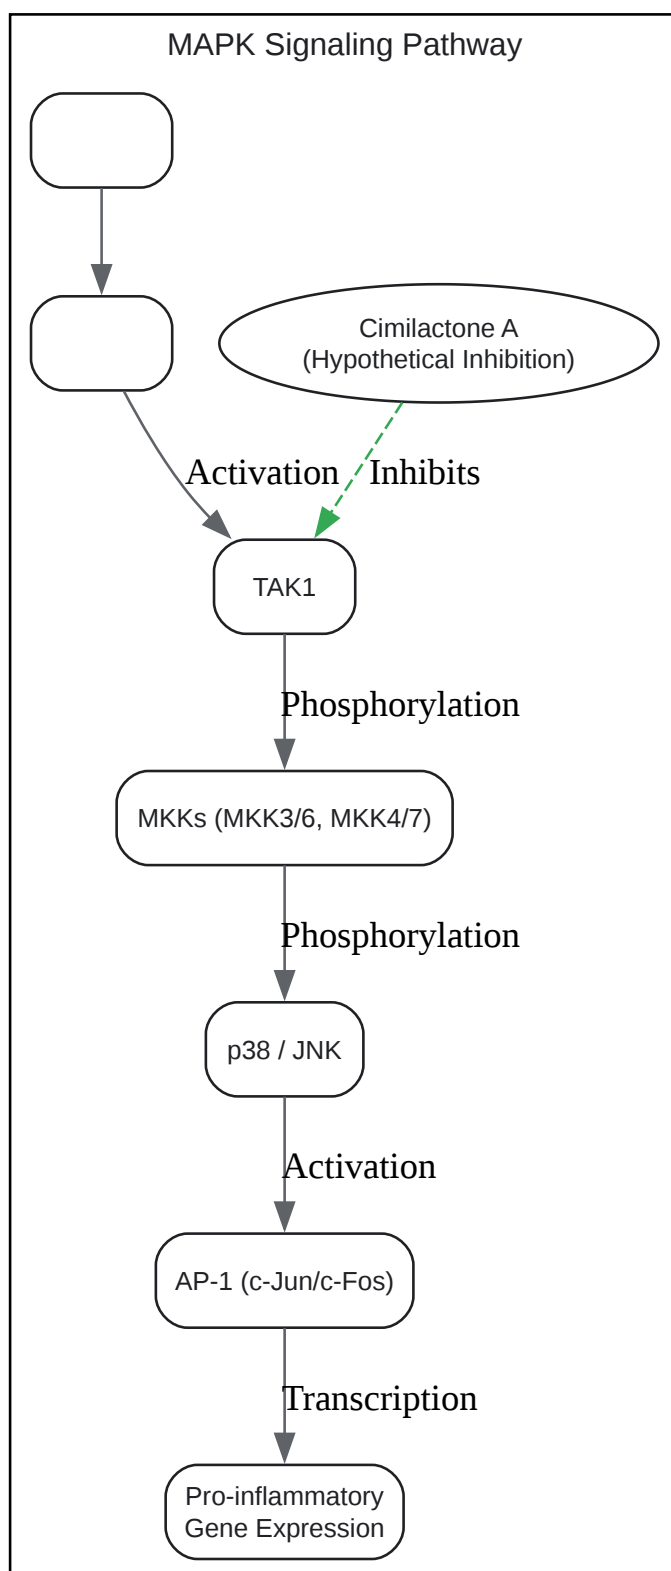 MAPK Signaling Pathway
Cimilactone A
(Hypothetical Inhibition)
Activation
Inhibits
TAK1
Phosphorylation
MKKs (MKK3/6, MKK4/7)
Phosphorylation
p38 / JNK
Activation
AP-1 (c-Jun/c-Fos)
Transcription
Pro-inflammatory
Gene Expression